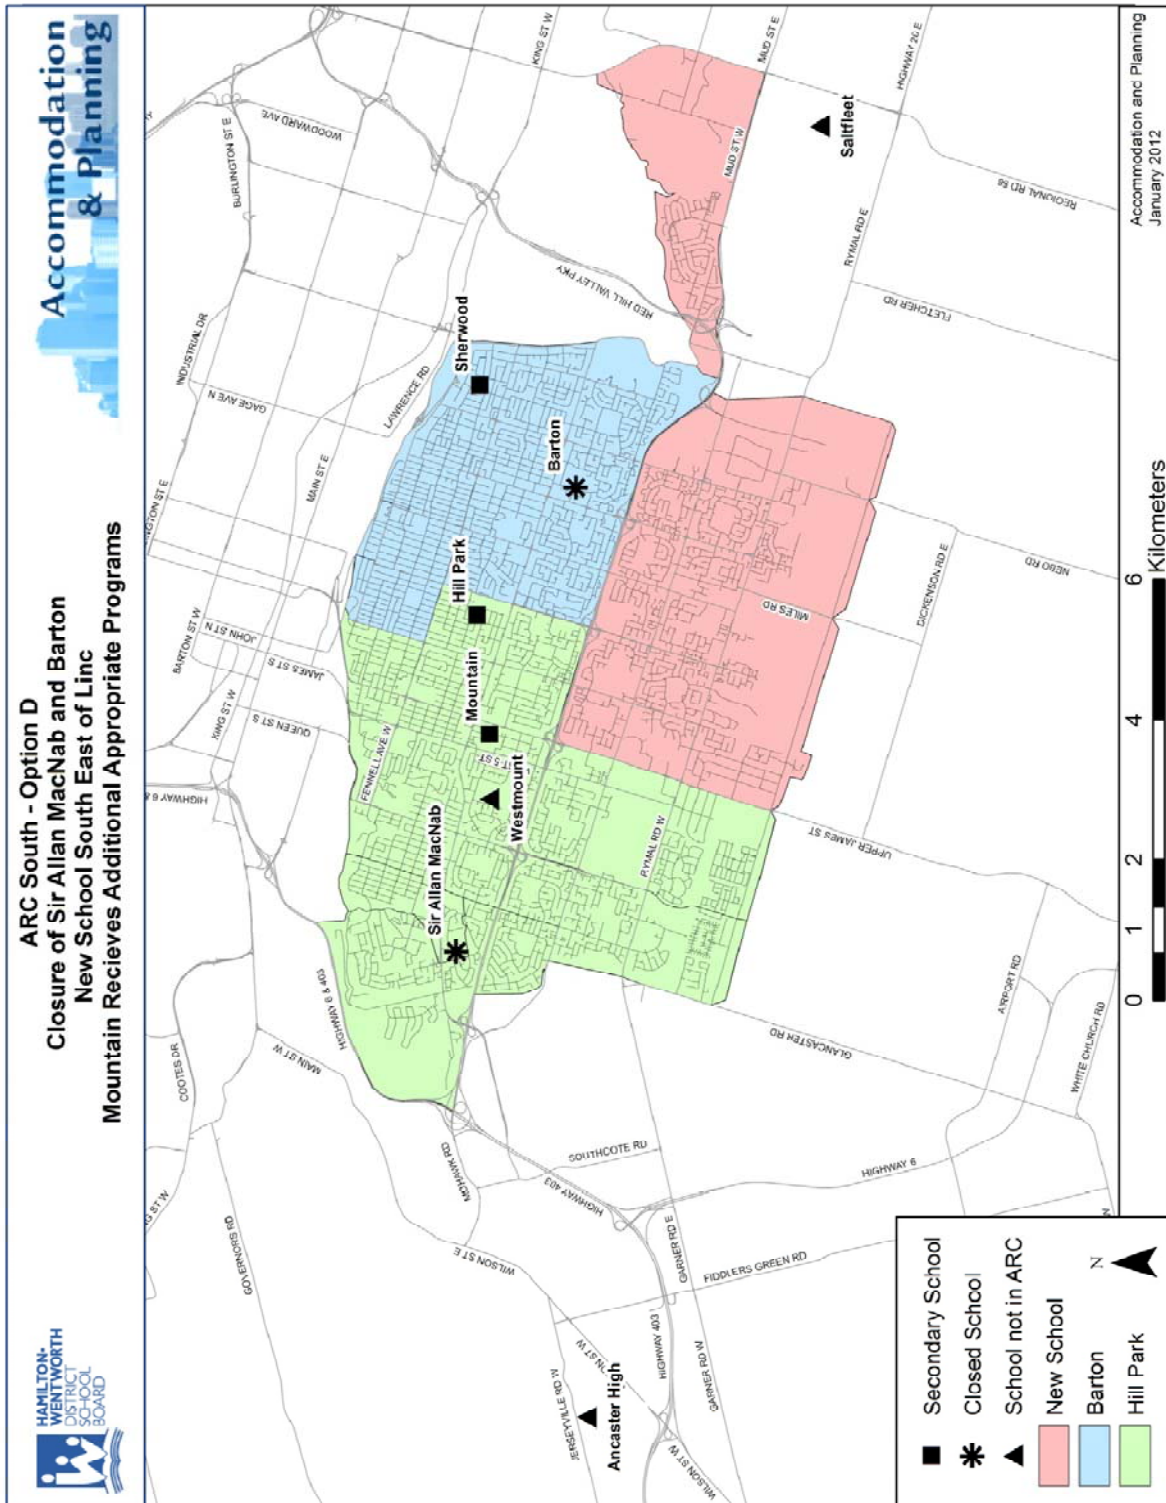 HAMILTON-
WENTWORTH
DISTRICT
SCHOOL
BOARD
ARC South - Option D
Closure of Sir Allan MacNab and Barton
New School South East of Linc
Mountain Recieves Additional Appropriate Programs
Accommodation
& Planning
GOVERNORS RD
COOTES DR
MAIN ST W
HIGHWAY 6 & 403
HIGHWAY 6 &
KING ST W
QUEEN ST S
BARTON ST W
JOHN ST N
JAMES ST S
MAIN ST E
INDUSTRIAL DR
GAGE AVE N
BURLINGTON ST E
WOODWARD AVE
KING ST W
LAWRENCE RD
FENNELL AVE W
RED HILL VALLEY PKY
Sherwood
Barton
Hill Park
Mountain
Westmount
Sir Allan MacNab
MOHAWK RD
WILSON ST E
SOUTHCOTE RD
HIGHWAY 403
JERSEYVILLE RD W
Ancaster High
WILSON ST W
HIGHWAY 403
GARNER RD E
GARNER RD W
FIDDLERS GREEN RD
HIGHWAY 6
GLANCASTER RD
RYMAL RD W
UPPER JAMES ST
AIRPORT RD
WHITE CHURCH RD
MILES RD
DICKENSON RD E
NEBO RD
FLETCHER RD
RYMAL RD E
MUD ST W
MUD ST E
Saltfleet
HIGHWAY 20 E
REGIONAL RD 56
Secondary School
Closed School
School not in ARC
New School
Barton
Hill Park
N
0 1 2 4 6
Kilometers
Accommodation and Planning
January 2012